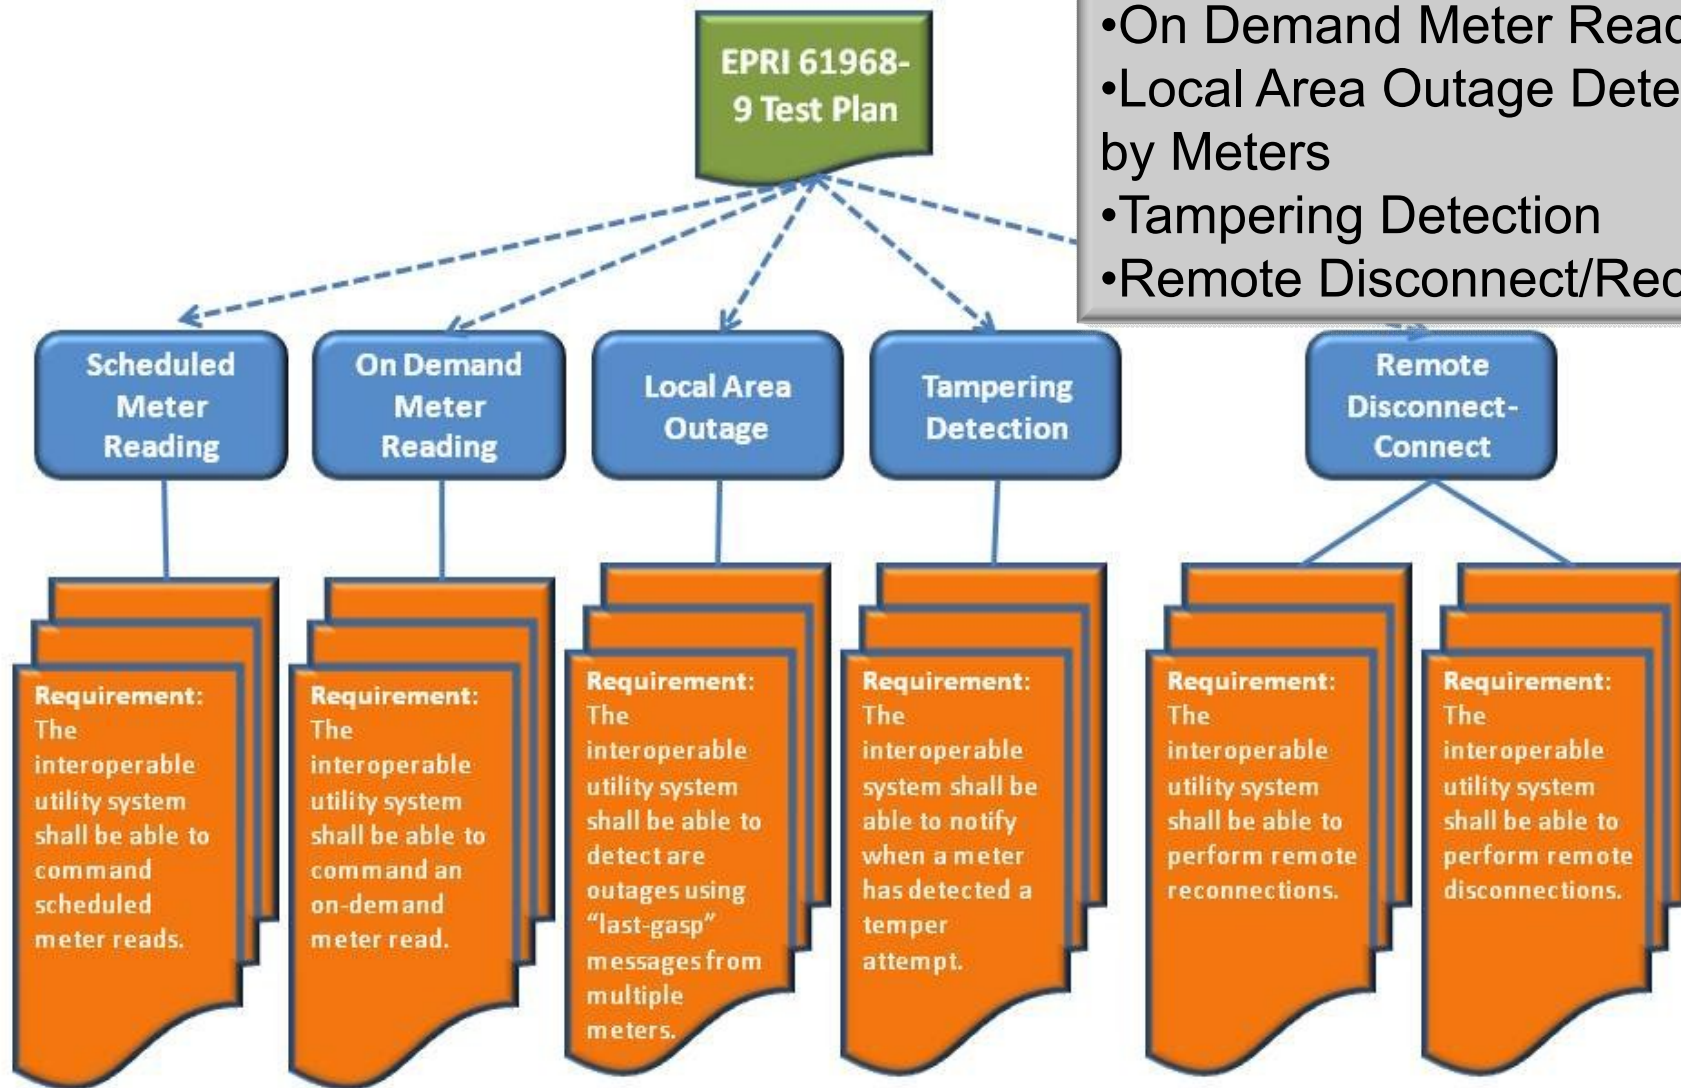 EPRI 61968-
9 Test Plan
•On Demand Meter
•Local Area Outage
by Meters
•Tampering Detection
•Remote
Scheduled
Meter
Reading
On Demand
Meter
Reading
Local Area
Outage
Tampering
Detection
Remote
Disconnect-
Connect
Requirement:
The
interoperable
utility system
shall be able to
command
scheduled
meter reads.
Requirement:
The
interoperable
utility system
shall be able to
command an
on-demand
meter read.
Requirement:
The
interoperable
utility system
shall be able to
detect are
outages using
“last-gasp”
messages from
multiple
meters.
Requirement:
The
interoperable
system shall be
able to notify
when a meter
has detected a
temper
attempt.
Requirement:
The
interoperable
utility system
shall be able to
perform remote
reconnections.
Requirement:
The
interoperable
utility system
shall be able to
perform remote
disconnections.